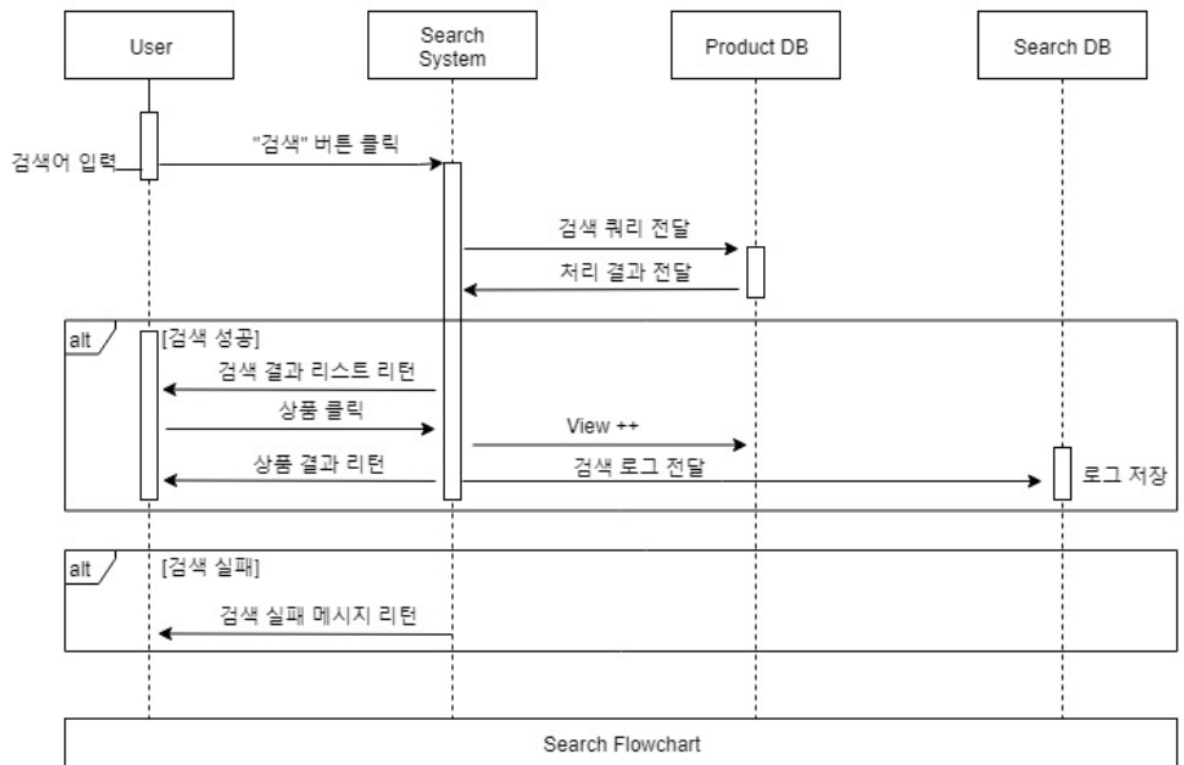 User
Search
System
Product DB
Search DB
"검색" 버튼 클릭
검색어 입력
검색 쿼리 전달
처리 결과 전달
alt
[검색 성공]
검색 결과 리스트 리턴
상품 클릭
View ++
상품 결과 리턴
검색 로그 전달
로그 저장
alt
[검색 실패]
검색 실패 메시지 리턴
Search Flowchart